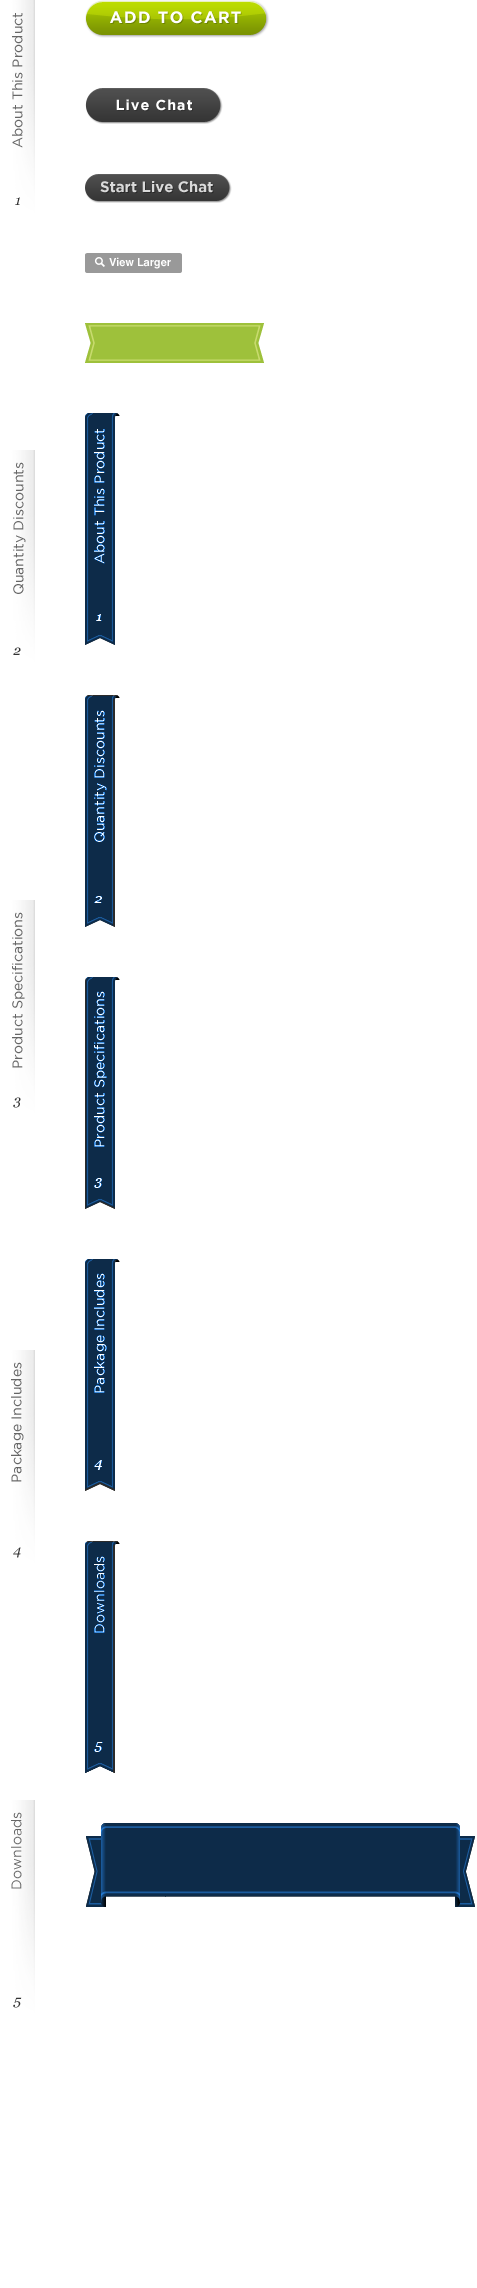 About This Product
1
ADD TO CART
Live Chat
Start Live Chat
View Larger
About This Product
1
Quantity Discounts
2
Quantity Discounts
2
Product Specifications
3
Product Specifications
3
Package Includes
4
Package Includes
4
Downloads
5
Downloads
5